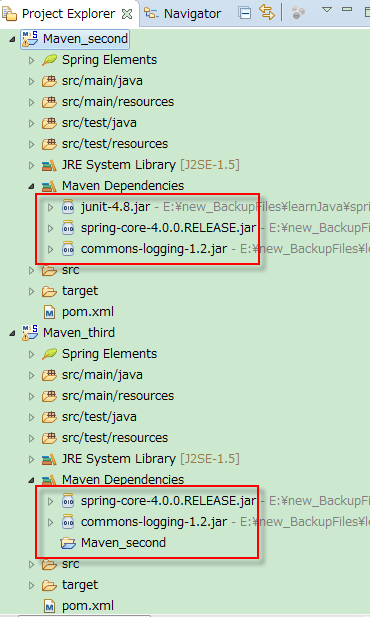 Project Explorer Navigator
Maven_second
Spring Elements
src/main/java
src/main/resources
src/test/java
src/test/resources
JRE System Library [J2SE-1.5]
Maven Dependencies
junit-4.8.jar - E:¥new_BackupFiles¥learnJava¥spri
spring-core-4.0.0.RELEASE.jar - E:¥n
commons-logging-1.2.jar - E:¥new_BackupFiles¥le
src
target
pom.xml
Maven_third
Spring Elements
src/main/java
src/main/resources
src/test/java
src/test/resources
JRE System Library [J2SE-1.5]
Maven Dependencies
spring-core-4.0.0.RELEASE.jar - E:¥n
commons-logging-1.2.jar - E:¥new_BackupFiles¥le
Maven_second
src
target
pom.xml